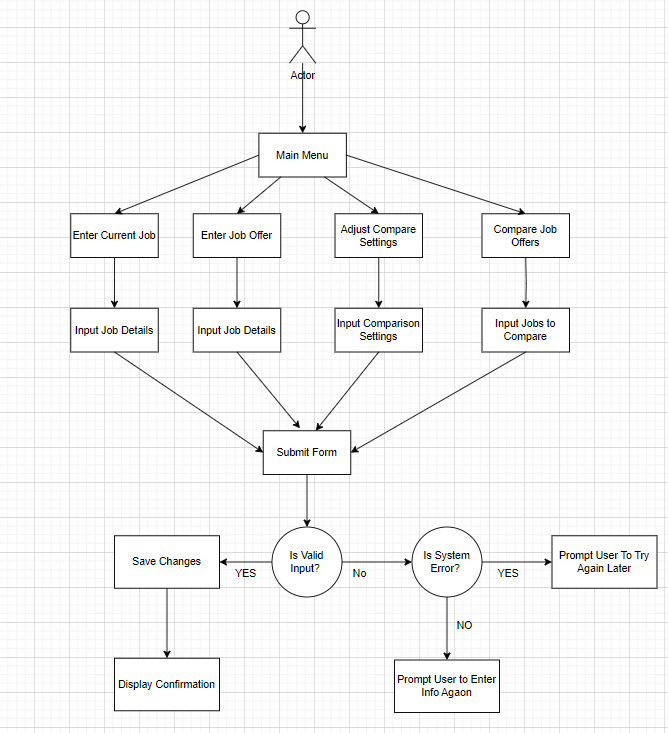 Actor
Main Menu
Enter Current Job
Enter Job Offer
Adjust Compare
Settings
Compare Job
Offers
Input Job Details
Input Job Details
Input Comparison
Settings
Input Jobs to
Compare
Submit Form
Save Changes
YES
Is Valid
Input?
No
Is System
Error?
YES
Prompt User To Try
Again Later
NO
Display Confirmation
Prompt User to Enter
Info Agaon